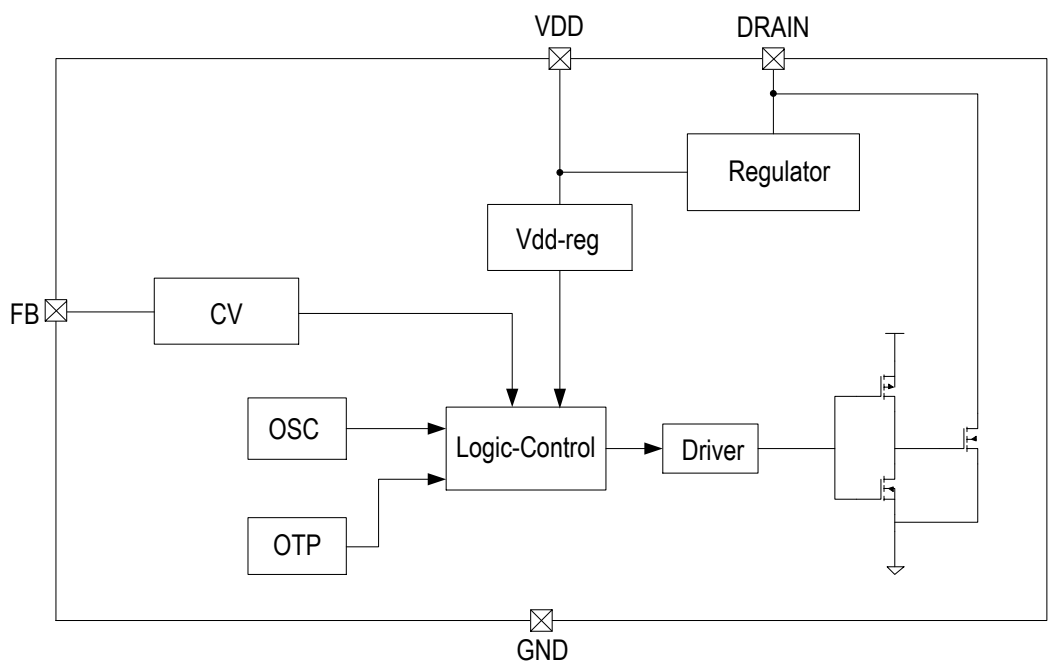 VDD
DRAIN
Regulator
Vdd-reg
FB
CV
OSC
Logic-Control
Driver
OTP
GND